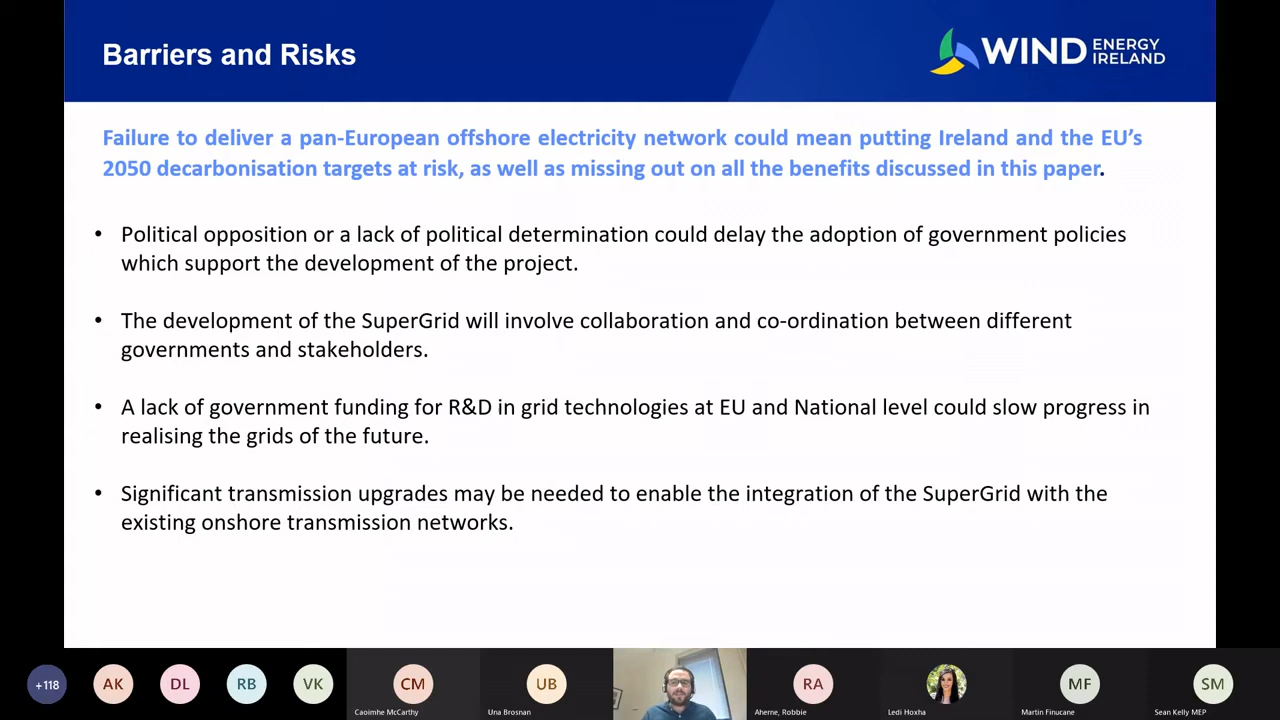 Barriers and Risks
WIND ENERGY IRELAND
Failure to deliver a pan-European offshore electricity network could mean putting Ireland and the EU's
2050 decarbonisation targets at risk, as well as missing out on all the benefits discussed in this paper.
• Political opposition or a lack of political determination could delay the adoption of government policies
which support the development of the project.
• The development of the SuperGrid will involve collaboration and co-ordination between different
governments and stakeholders.
• A lack of government funding for R&D in grid technologies at EU and National level could slow progress in
realising the grids of the future.
• Significant transmission upgrades may be needed to enable the integration of the SuperGrid with the
existing onshore transmission networks.
+118 AK DL RB VK CM UB RA MF SM
Caoimhe McCarthy Una Brosnan Aherne, Robbie Ledi Hoxha Martin Finucane Sean Kelly MEP